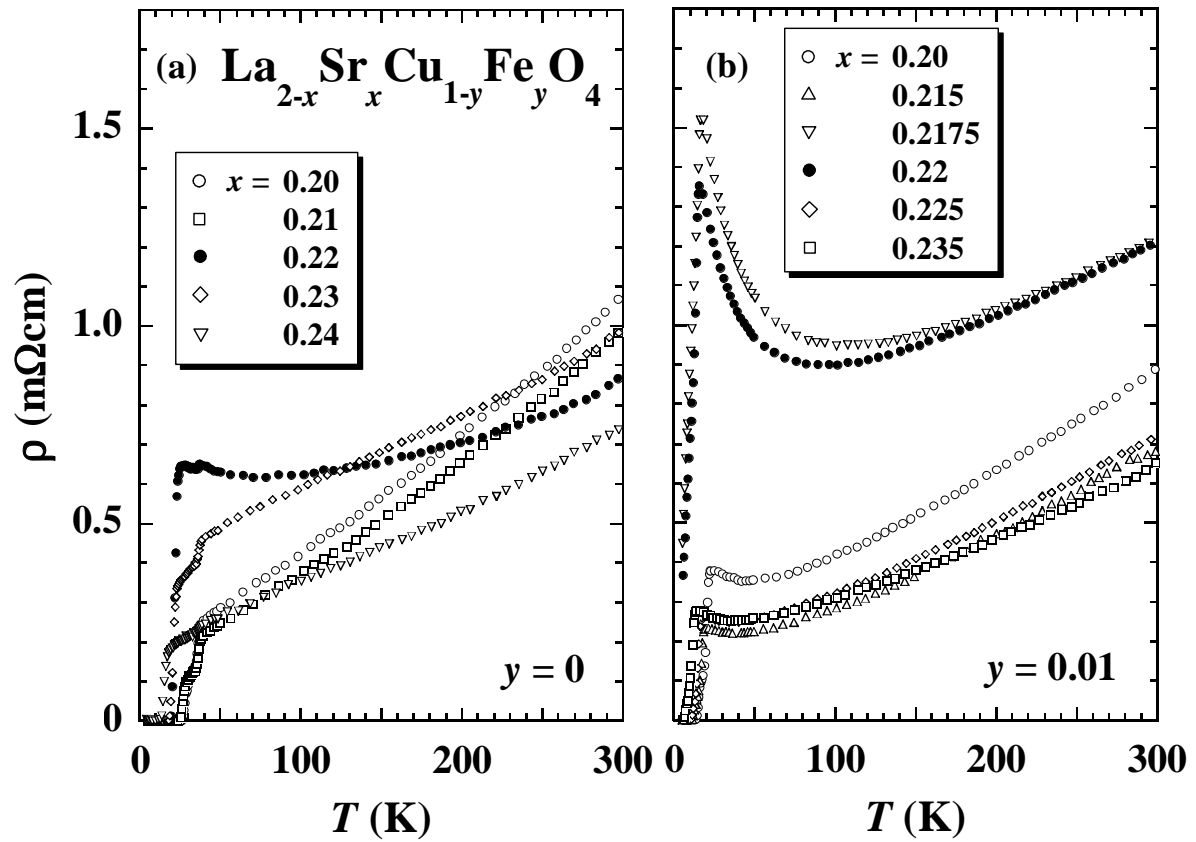 (a) La2-xSrxCu1-yFeyO4
x = 0.20
0.21
0.22
0.23
0.24
y = 0
ρ (mΩcm)
1.5
1.0
0.5
0
0 100 200 300
T (K)
(b)
x = 0.20
0.215
0.2175
0.22
0.225
0.235
y = 0.01
0 100 200 300
T (K)